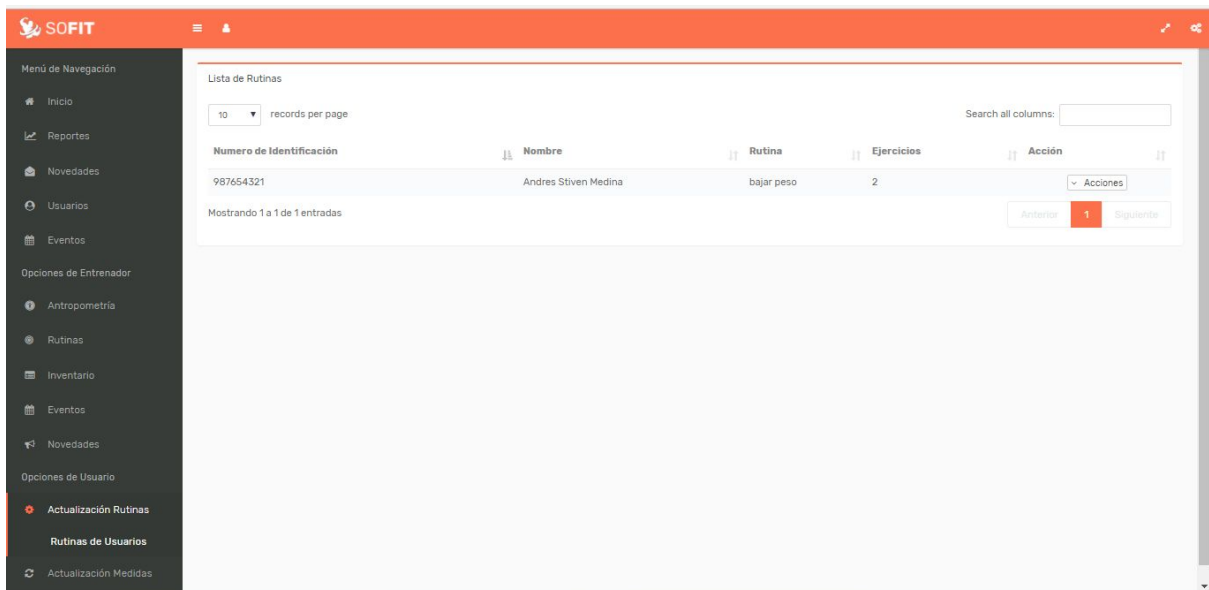 SOFIT
Menú de Navegación
Inicio
Reportes
Novedades
Usuarios
Eventos
Opciones de Entrenador
Antropometría
Rutinas
Inventario
Eventos
Novedades
Opciones de Usuario
Actualización Rutinas
Rutinas de Usuarios
Actualización Medidas
Lista de Rutinas
10 records per page Search all columns:
Numero de Identificación Nombre Rutina Ejercicios Acción
987654321 Andres Stiven Medina bajar peso 2 Acciones
Mostrando 1 a 1 de 1 entradas Anterior 1 Siguiente